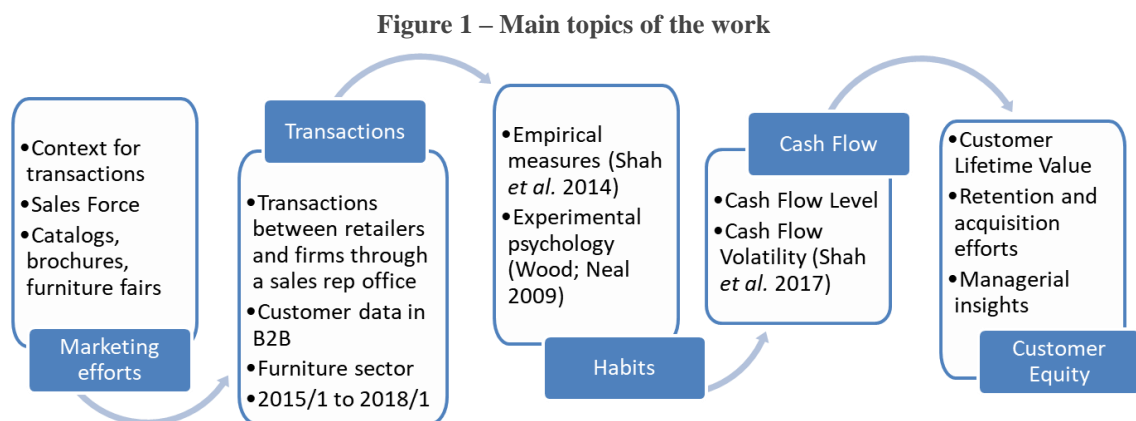 Figure 1 – Main topics of the work
•Context for
transactions
•Sales Force
•Catalogs,
brochures,
furniture fairs
Marketing
efforts
Transactions
•Transactions
between retailers
and firms through
a sales rep office
•Customer data in
B2B
•Furniture sector
•2015/1 to 2018/1
•Empirical
measures (Shah
et al. 2014)
•Experimental
psychology
(Wood; Neal
2009)
Habits
Cash Flow
•Cash Flow Level
•Cash Flow
Volatility (Shah
et al. 2017)
•Customer
Lifetime Value
•Retention and
acquisition
efforts
•Managerial
insights
Customer
Equity